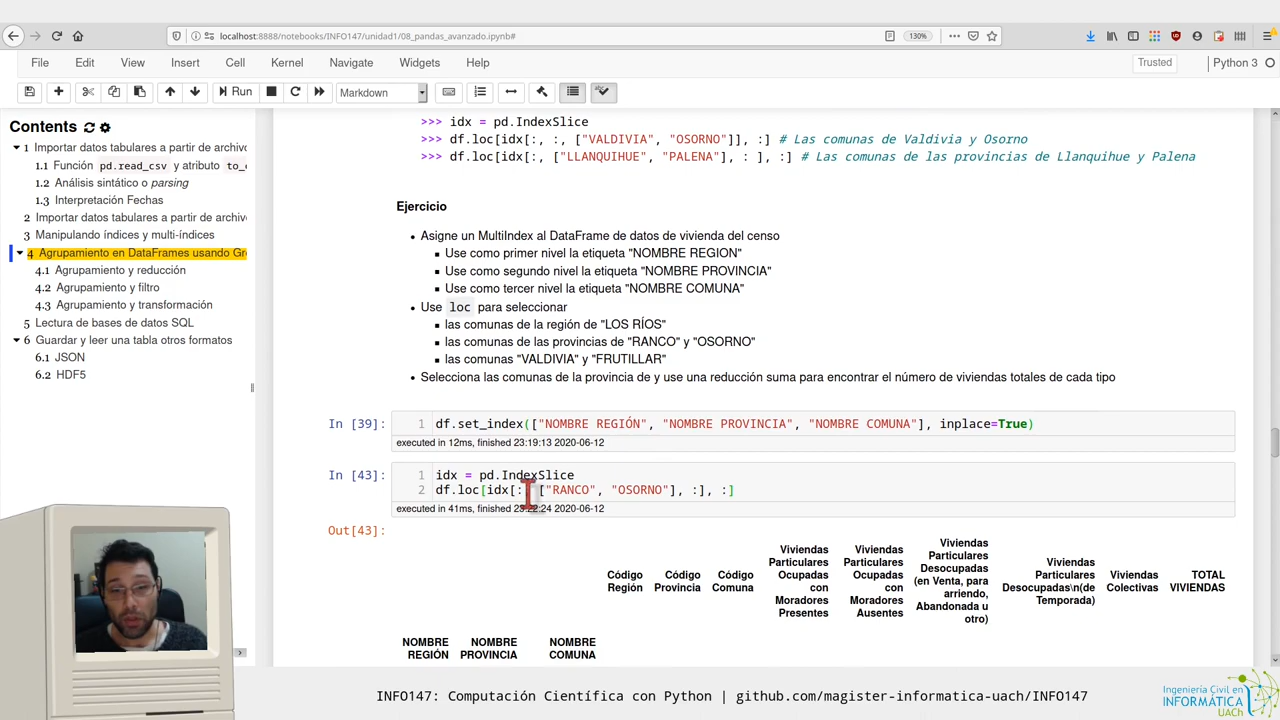 localhost:8888/notebooks/INFO147/unidad1/08_pandas_avanzado.ipynb#
130%
File Edit View Insert Cell Kernel Navigate Widgets Help
Trusted
Python 3
Run
Markdown
Contents
1 Importar datos tabulares a partir de archivo
1.1 Función pd.read_csv y atributo to_
1.2 Análisis sintático o parsing
1.3 Interpretación Fechas
2 Importar datos tabulares a partir de archivo
3 Manipulando índices y multi-índices
4 Agrupamiento en DataFrames usando Gr
4.1 Agrupamiento y reducción
4.2 Agrupamiento y filtro
4.3 Agrupamiento y transformación
5 Lectura de bases de datos SQL
6 Guardar y leer una tabla otros formatos
6.1 JSON
6.2 HDF5
>>> idx = pd.IndexSlice
>>> df.loc[idx[:, :, ["VALDIVIA", "OSORNO"]], :] # Las comunas de Valdivia y Osorno
>>> df.loc[idx[:, ["LLANQUIHUE", "PALENA"], : ], :] # Las comunas de las provincias de Llanquihue y Palena
Ejercicio
• Asigne un MultiIndex al DataFrame de datos de vivienda del censo
▪ Use como primer nivel la etiqueta "NOMBRE REGION"
▪ Use como segundo nivel la etiqueta "NOMBRE PROVINCIA"
▪ Use como tercer nivel la etiqueta "NOMBRE COMUNA"
• Use loc para seleccionar
▪ las comunas de la región de "LOS RÍOS"
▪ las comunas de las provincias de "RANCO" y "OSORNO"
▪ las comunas "VALDIVIA" y "FRUTILLAR"
• Selecciona las comunas de la provincia de y use una reducción suma para encontrar el número de viviendas totales de cada tipo
In [39]:
1 df.set_index(["NOMBRE REGIÓN", "NOMBRE PROVINCIA", "NOMBRE COMUNA"], inplace=True)
executed in 12ms, finished 23:19:13 2020-06-12
In [43]:
1 idx = pd.IndexSlice
2 df.loc[idx[:, ["RANCO", "OSORNO"], :], :]
executed in 41ms, finished 23:22:24 2020-06-12
Out[43]:
Código Región
Código Provincia
Código Comuna
Viviendas Particulares Ocupadas con Moradores Presentes
Viviendas Particulares Ocupadas con Moradores Ausentes
Viviendas Particulares Desocupadas (en Venta, para arriendo, Abandonada u otro)
Viviendas Particulares Desocupadas\n(de Temporada)
Viviendas Colectivas
TOTAL VIVIENDAS
NOMBRE REGIÓN
NOMBRE PROVINCIA
NOMBRE COMUNA
INFO147: Computación Científica con Python | github.com/magister-informatica-uach/INFO147
Ingeniería Civil en
INFORMÁTICA
UACh